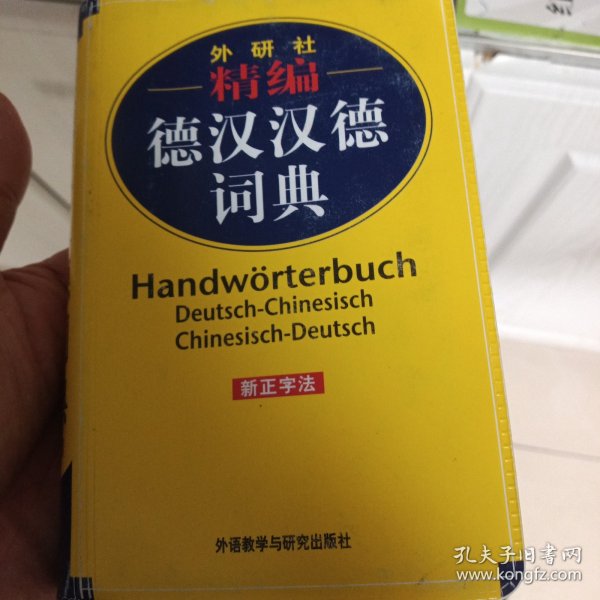 外研社
精编
德汉汉德
词典
Handwörterbuch
Deutsch-Chinesisch
Chinesisch-Deutsch
新正字法
外语教学与研究出版社
孔夫子旧书网
www.kongfz.com